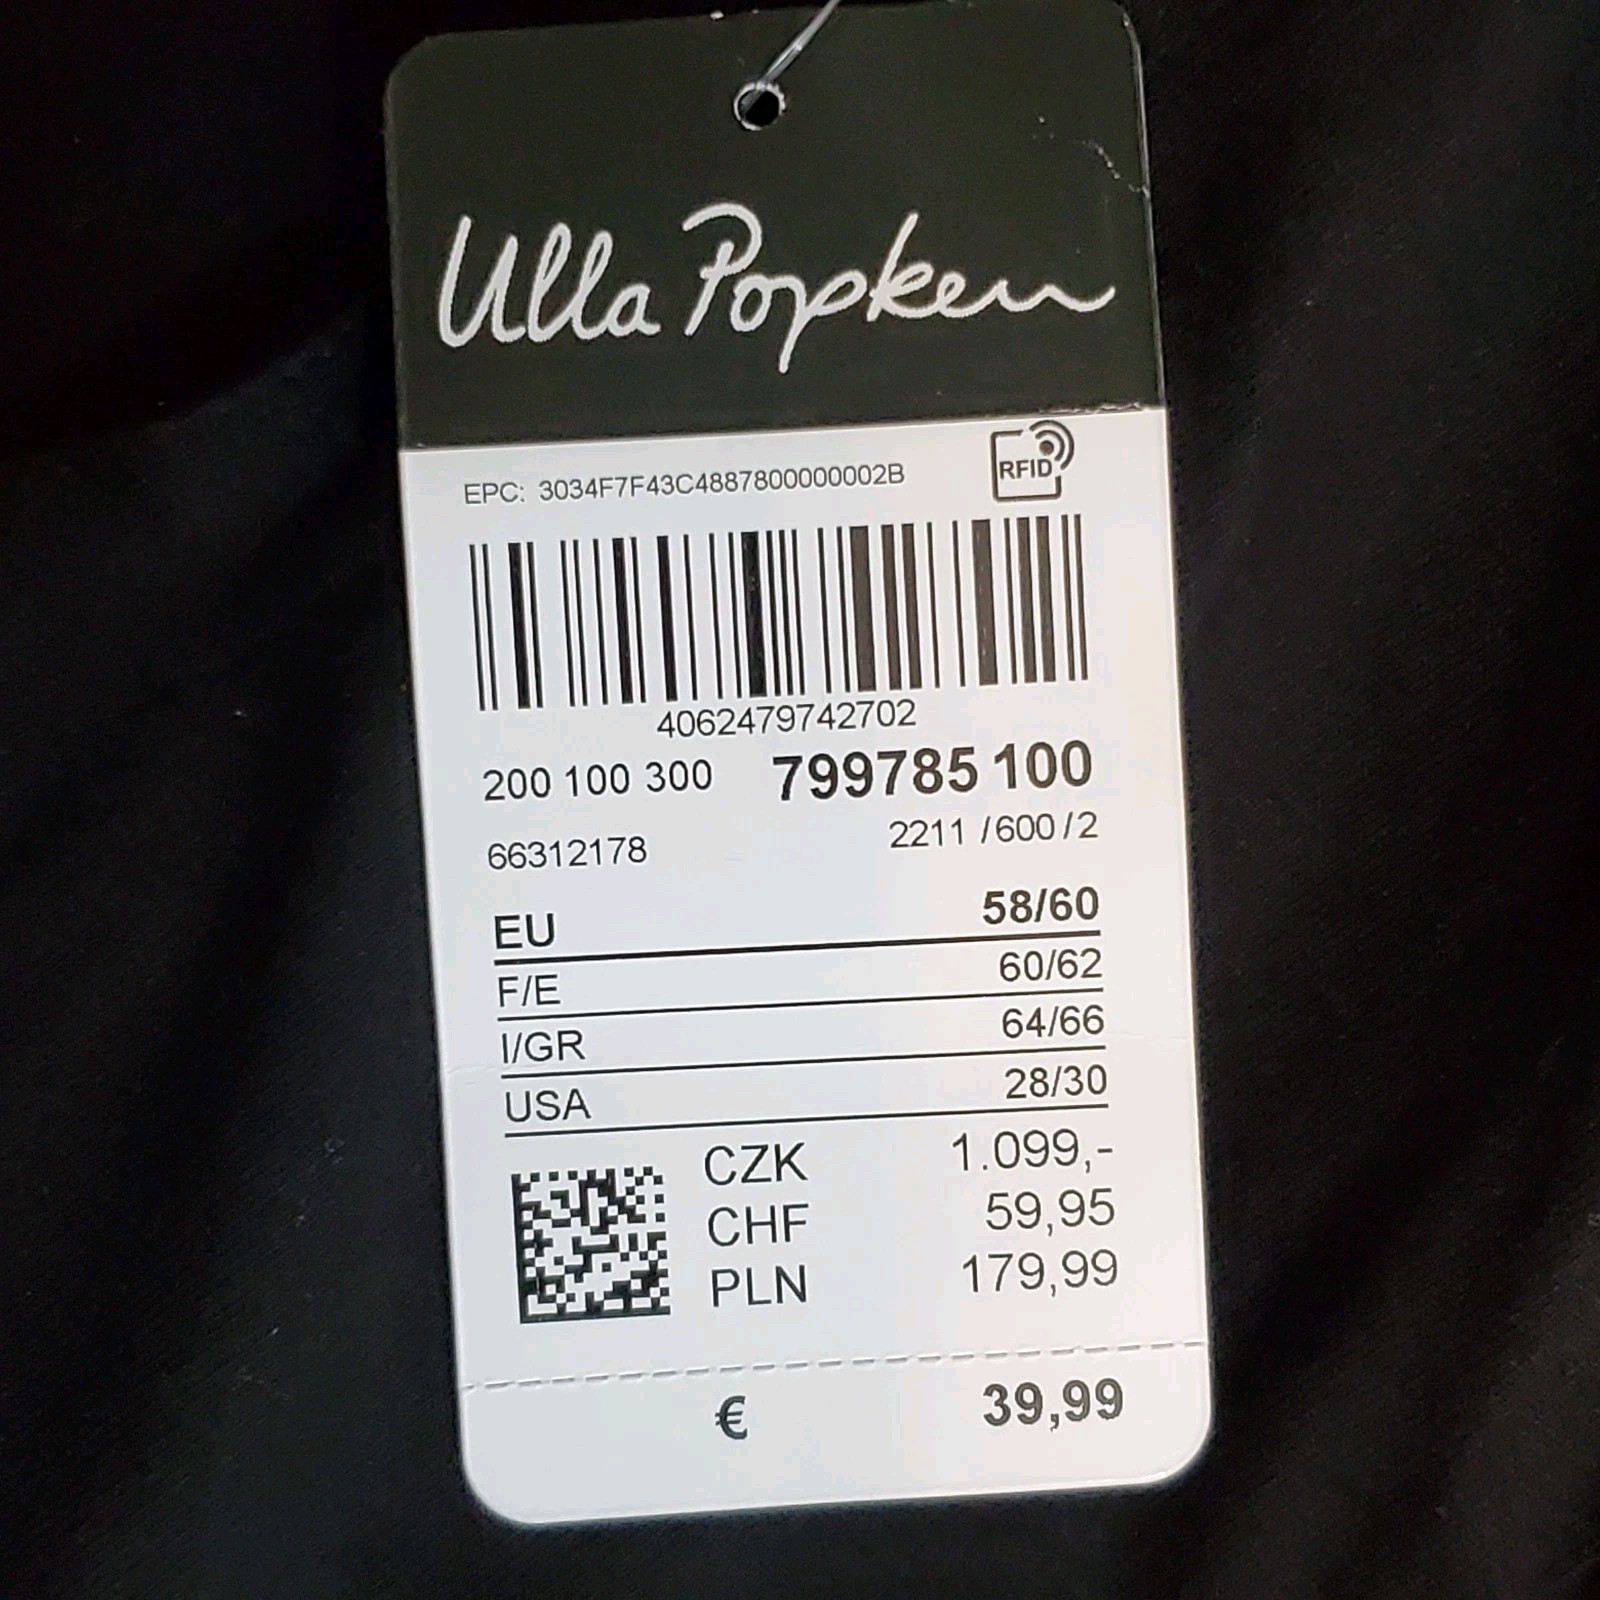 Ulla Popken
EPC: 3034F7F43C4887800000002B
RFID
4062479742702
200 100 300 799785 100
66312178 2211 /600 /2
EU 58/60
F/E 60/62
I/GR 64/66
USA 28/30
CZK 1.099,-
CHF 59,95
PLN 179,99
€ 39,99